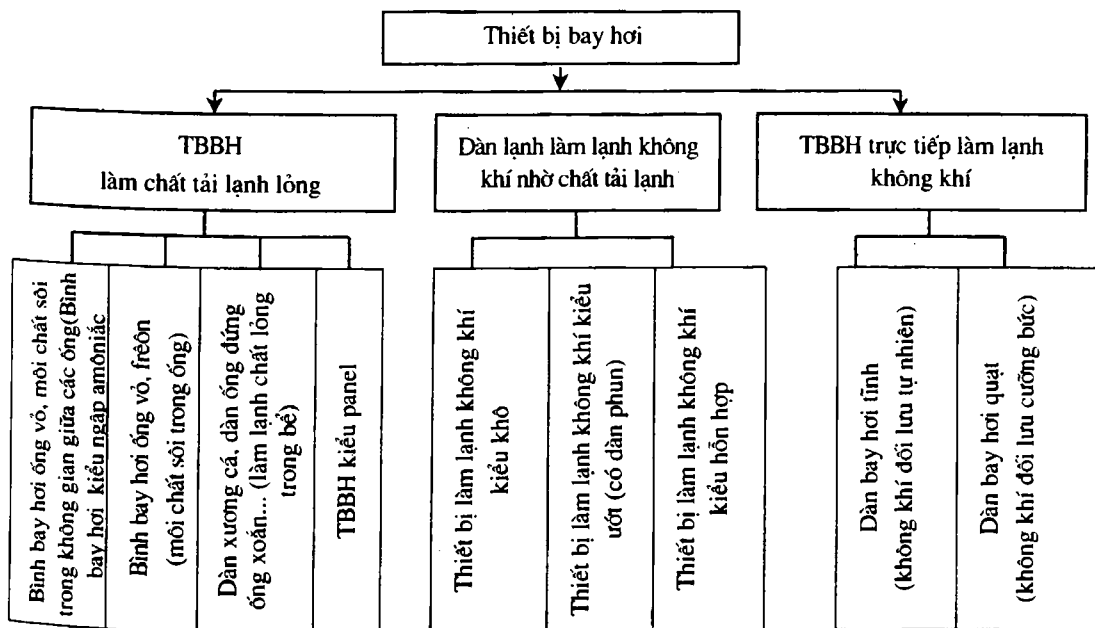 Thiết bị bay hơi
TBBH
làm chất tải lạnh lỏng
Dàn lạnh làm lạnh không
khí nhờ chất tải lạnh
TBBH trực tiếp làm lạnh
không khí
Bình bay hơi ống vỏ, môi chất sôi
trong không gian giữa các ống(Bình
bay hơi kiểu ngập amôniắc
Bình bay hơi ống vỏ, frêôn
(môi chất sôi trong ống)
Dàn xương cá, dàn ống đứng
ống xoắn... (làm lạnh chất lỏng
trong bể)
TBBH kiểu panel
Thiết bị làm lạnh không khí
kiểu khô
Thiết bị làm lạnh không khí kiểu
ướt (có dàn phun)
Thiết bị làm lạnh không khí
kiểu hỗn hợp
Dàn bay hơi tĩnh
(không khí đối lưu tự nhiên)
Dàn bay hơi quạt
(không khí đối lưu cưỡng bức)